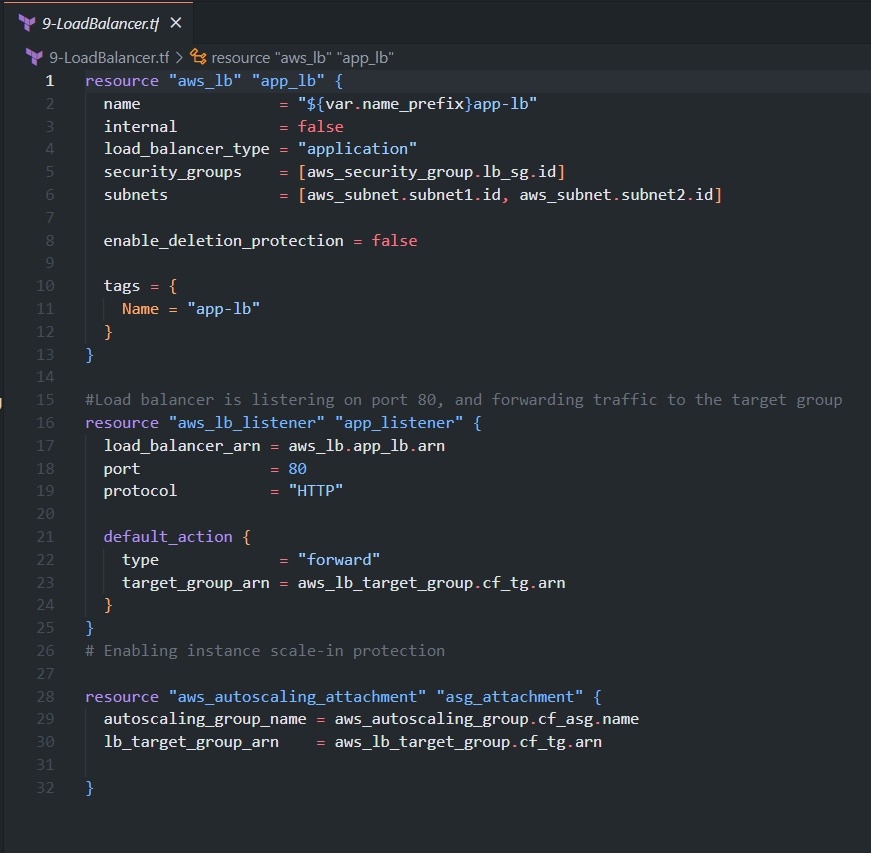 9-LoadBalancer.tf ✕
9-LoadBalancer.tf > resource "aws_lb" "app_lb"
1 resource "aws_lb" "app_lb" {
2   name               = "${var.name_prefix}app-lb"
3   internal           = false
4   load_balancer_type = "application"
5   security_groups    = [aws_security_group.lb_sg.id]
6   subnets            = [aws_subnet.subnet1.id, aws_subnet.subnet2.id]
7
8   enable_deletion_protection = false
9
10   tags = {
11     Name = "app-lb"
12   }
13 }
14
15 #Load balancer is listering on port 80, and forwarding traffic to the target group
16 resource "aws_lb_listener" "app_listener" {
17   load_balancer_arn = aws_lb.app_lb.arn
18   port              = 80
19   protocol          = "HTTP"
20
21   default_action {
22     type             = "forward"
23     target_group_arn = aws_lb_target_group.cf_tg.arn
24   }
25 }
26 # Enabling instance scale-in protection
27
28 resource "aws_autoscaling_attachment" "asg_attachment" {
29   autoscaling_group_name = aws_autoscaling_group.cf_asg.name
30   lb_target_group_arn    = aws_lb_target_group.cf_tg.arn
31
32 }